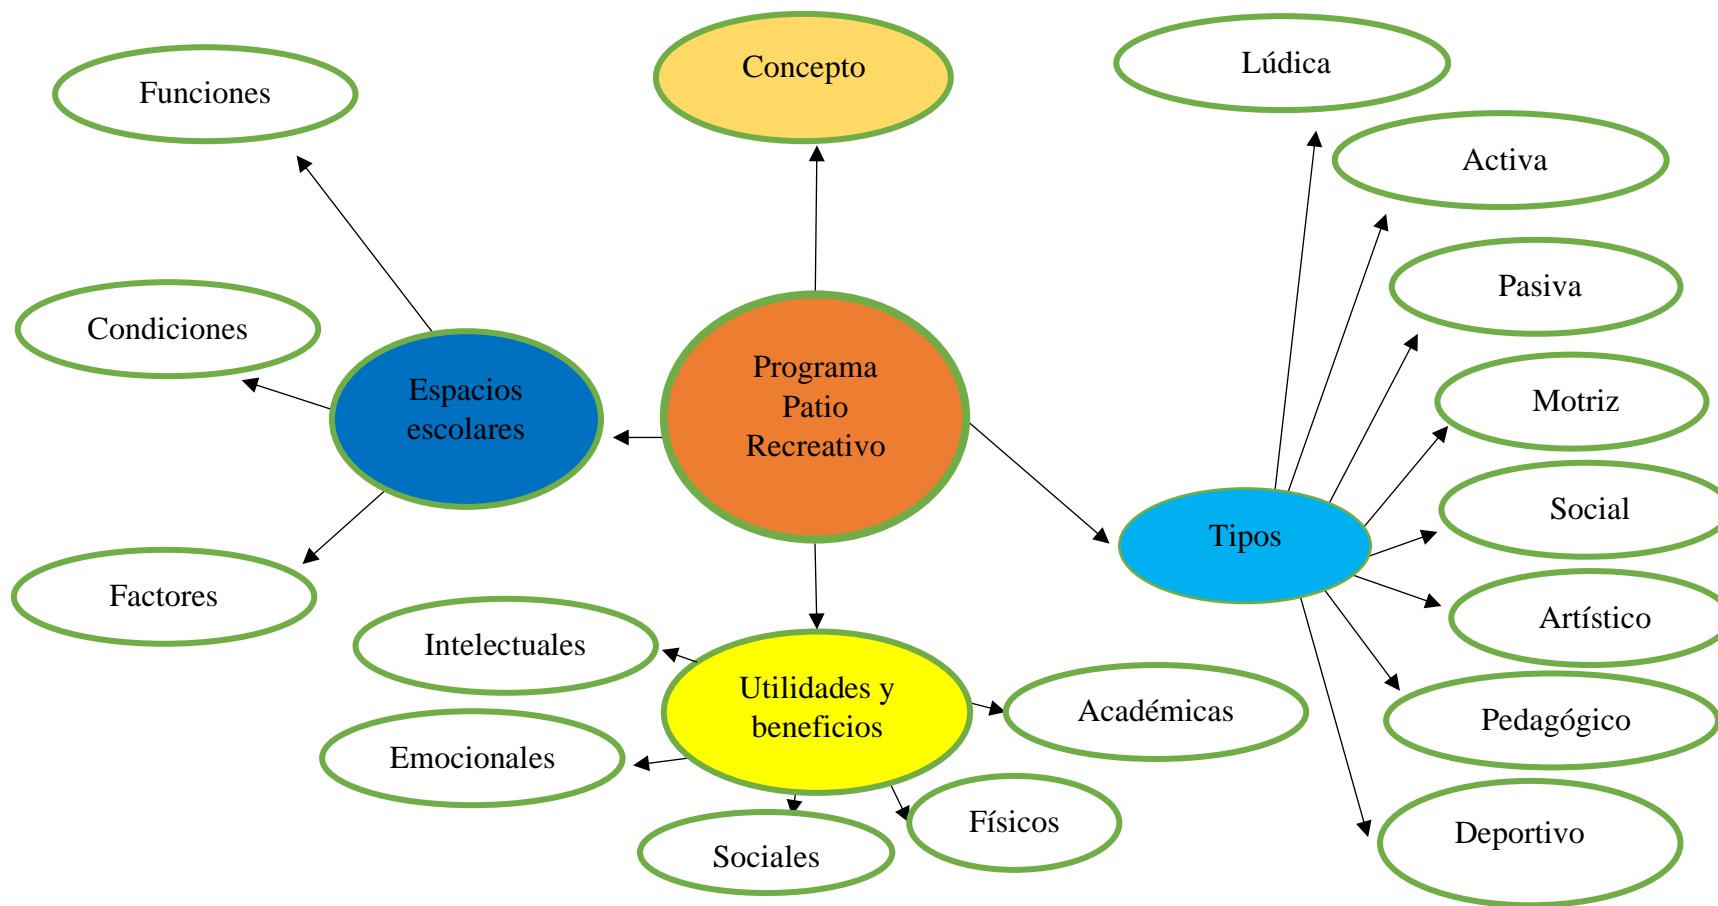 Concepto
Lúdica
Funciones
Activa
Pasiva
Condiciones
Programa
Patio
Recreativo
Espacios
escolares
Motriz
Social
Tipos
Factores
Artístico
Intelectuales
Utilidades y
beneficios
Académicas
Pedagógico
Emocionales
Físicos
Sociales
Deportivo